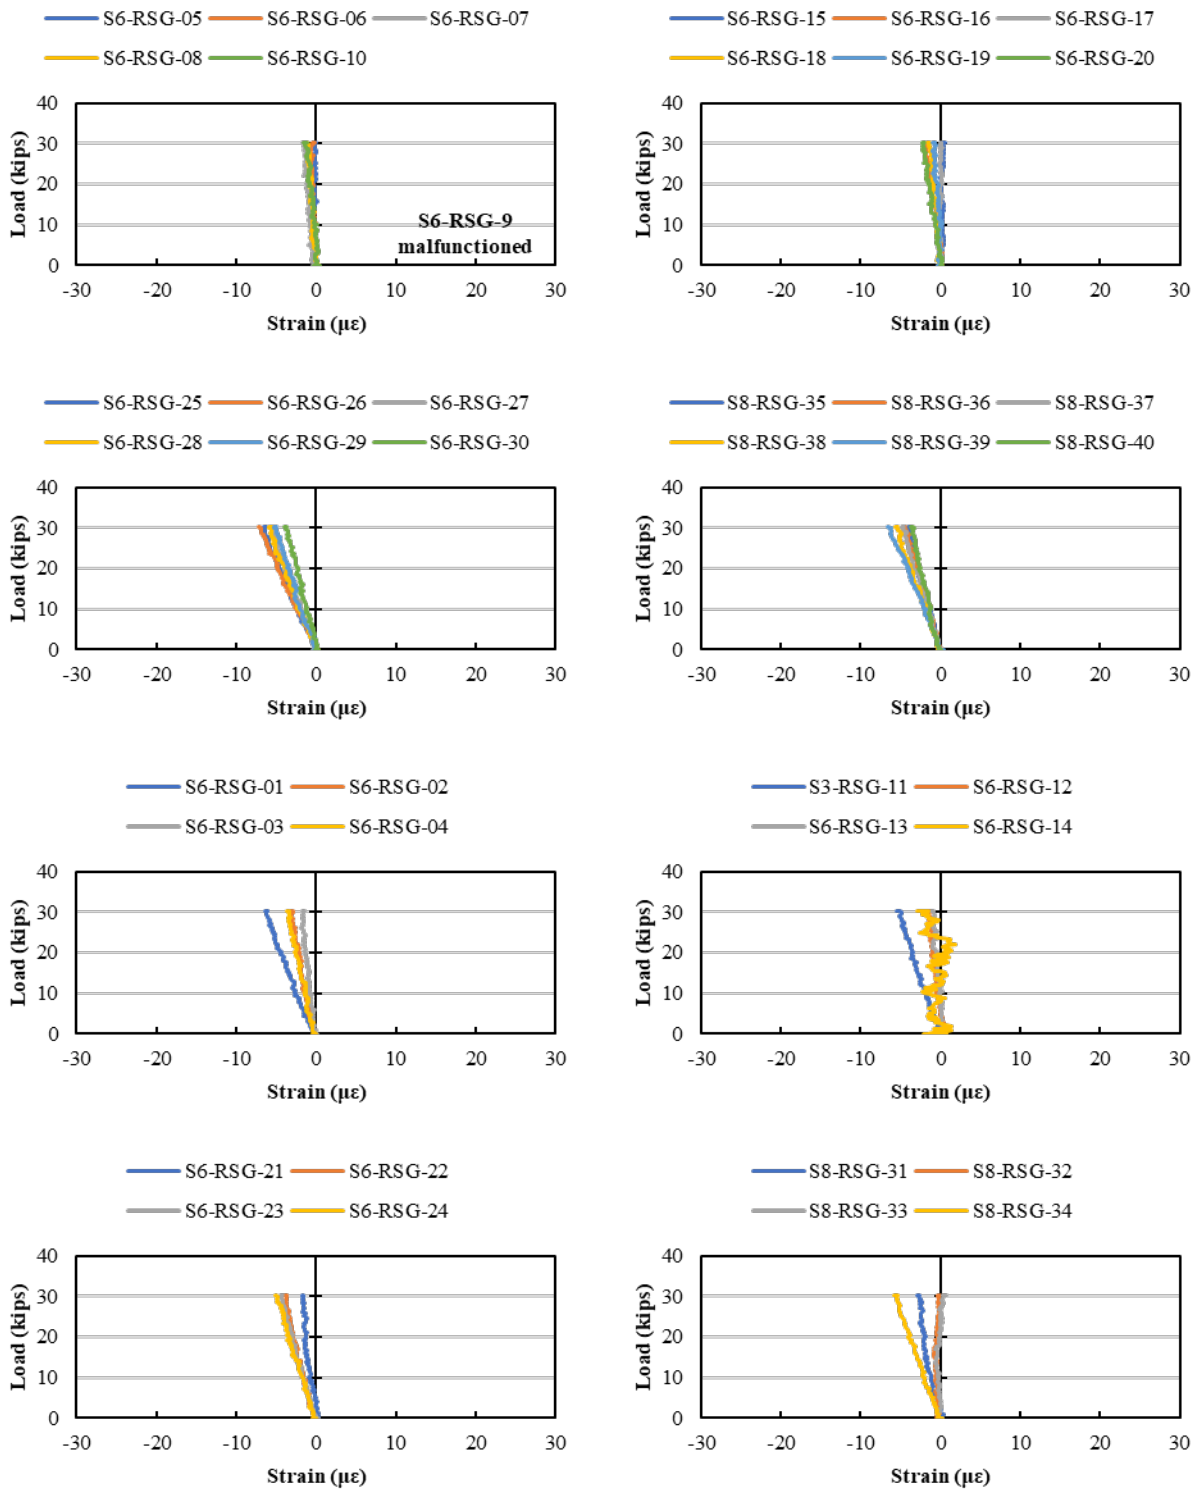 S6-RSG-05 S6-RSG-06 S6-RSG-07
S6-RSG-08 S6-RSG-10
40
30
20
10
0
Load (kips)
S6-RSG-9
malfunctioned
-30 -20 -10 0 10 20 30
Strain (με)
S6-RSG-15 S6-RSG-16 S6-RSG-17
S6-RSG-18 S6-RSG-19 S6-RSG-20
40
30
20
10
0
Load (kips)
-30 -20 -10 0 10 20 30
Strain (με)
S6-RSG-25 S6-RSG-26 S6-RSG-27
S6-RSG-28 S6-RSG-29 S6-RSG-30
40
30
20
10
0
Load (kips)
-30 -20 -10 0 10 20 30
Strain (με)
S8-RSG-35 S8-RSG-36 S8-RSG-37
S8-RSG-38 S8-RSG-39 S8-RSG-40
40
30
20
10
0
Load (kips)
-30 -20 -10 0 10 20 30
Strain (με)
S6-RSG-01 S6-RSG-02
S6-RSG-03 S6-RSG-04
40
30
20
10
0
Load (kips)
-30 -20 -10 0 10 20 30
Strain (με)
S3-RSG-11 S6-RSG-12
S6-RSG-13 S6-RSG-14
40
30
20
10
0
Load (kips)
-30 -20 -10 0 10 20 30
Strain (με)
S6-RSG-21 S6-RSG-22
S6-RSG-23 S6-RSG-24
40
30
20
10
0
Load (kips)
-30 -20 -10 0 10 20 30
Strain (με)
S8-RSG-31 S8-RSG-32
S8-RSG-33 S8-RSG-34
40
30
20
10
0
Load (kips)
-30 -20 -10 0 10 20 30
Strain (με)